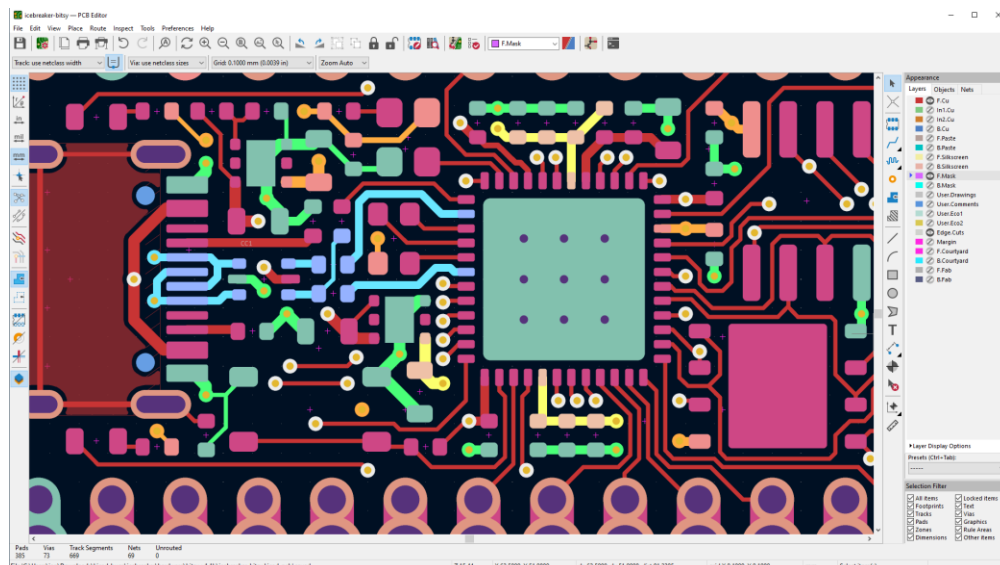 icebreaker-bitsy — PCB Editor
File Edit View Place Route Inspect Tools Preferences Help
F.Mask
Track: use netclass width
Via: use netclass sizes
Grid: 0.1000 mm (0.0039 in)
Zoom Auto
Appearance
Layers Objects Nets
F.Cu
In1.Cu
In2.Cu
B.Cu
F.Paste
B.Paste
F.Silkscreen
B.Silkscreen
F.Mask
B.Mask
User.Drawings
User.Comments
User.Eco1
User.Eco2
Edge.Cuts
Margin
F.Courtyard
B.Courtyard
F.Fab
B.Fab
in
mil
mm
CC1
T
Layer Display Options
Presets (Ctrl+Tab):
-----
Selection Filter
All items Locked items
Footprints Text
Tracks Vias
Pads Graphics
Zones Rule Areas
Dimensions Other items
Pads Vias Track Segments Nets Unrouted
385 73 669 69 0